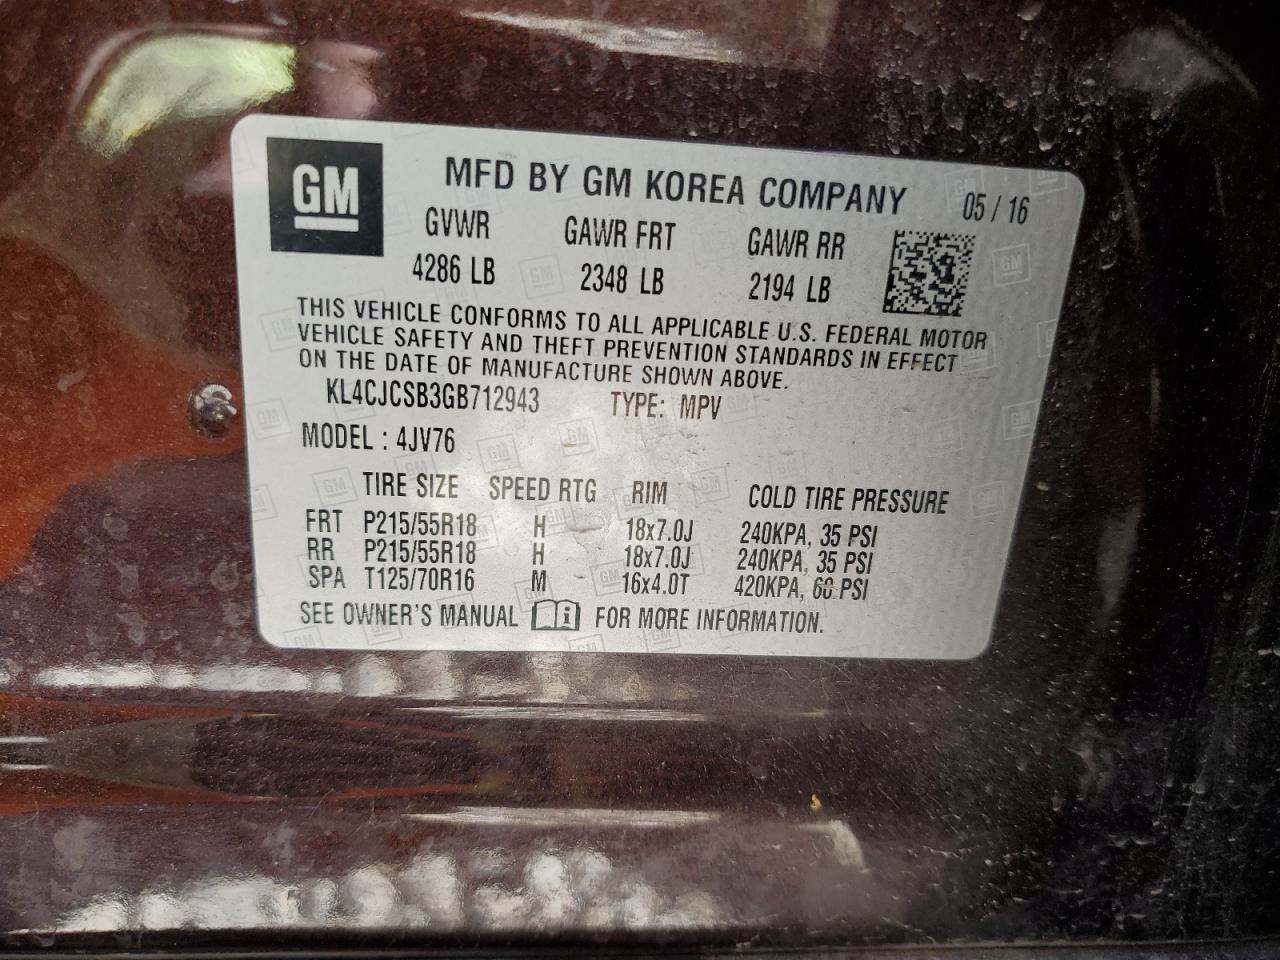 GM
MFD BY GM KOREA COMPANY 05 / 16
GVWR GAWR FRT GAWR RR
4286 LB 2348 LB 2194 LB
THIS VEHICLE CONFORMS TO ALL APPLICABLE U.S. FEDERAL MOTOR
VEHICLE SAFETY AND THEFT PREVENTION STANDARDS IN EFFECT
ON THE DATE OF MANUFACTURE SHOWN ABOVE.
KL4CJCSB3GB712943 TYPE: MPV
MODEL : 4JV76
TIRE SIZE SPEED RTG RIM COLD TIRE PRESSURE
FRT P215/55R18 H 18x7.0J 240KPA, 35 PSI
RR P215/55R18 H 18x7.0J 240KPA, 35 PSI
SPA T125/70R16 M 16x4.0T 420KPA, 60 PSI
SEE OWNER'S MANUAL i FOR MORE INFORMATION.